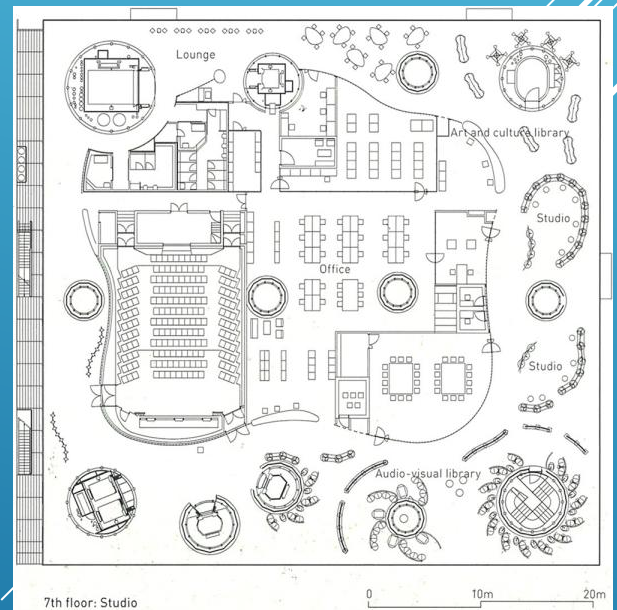 Lounge
Art and culture library
Studio
Office
Studio
Audio-visual library
7th floor: Studio
0 10m 20m